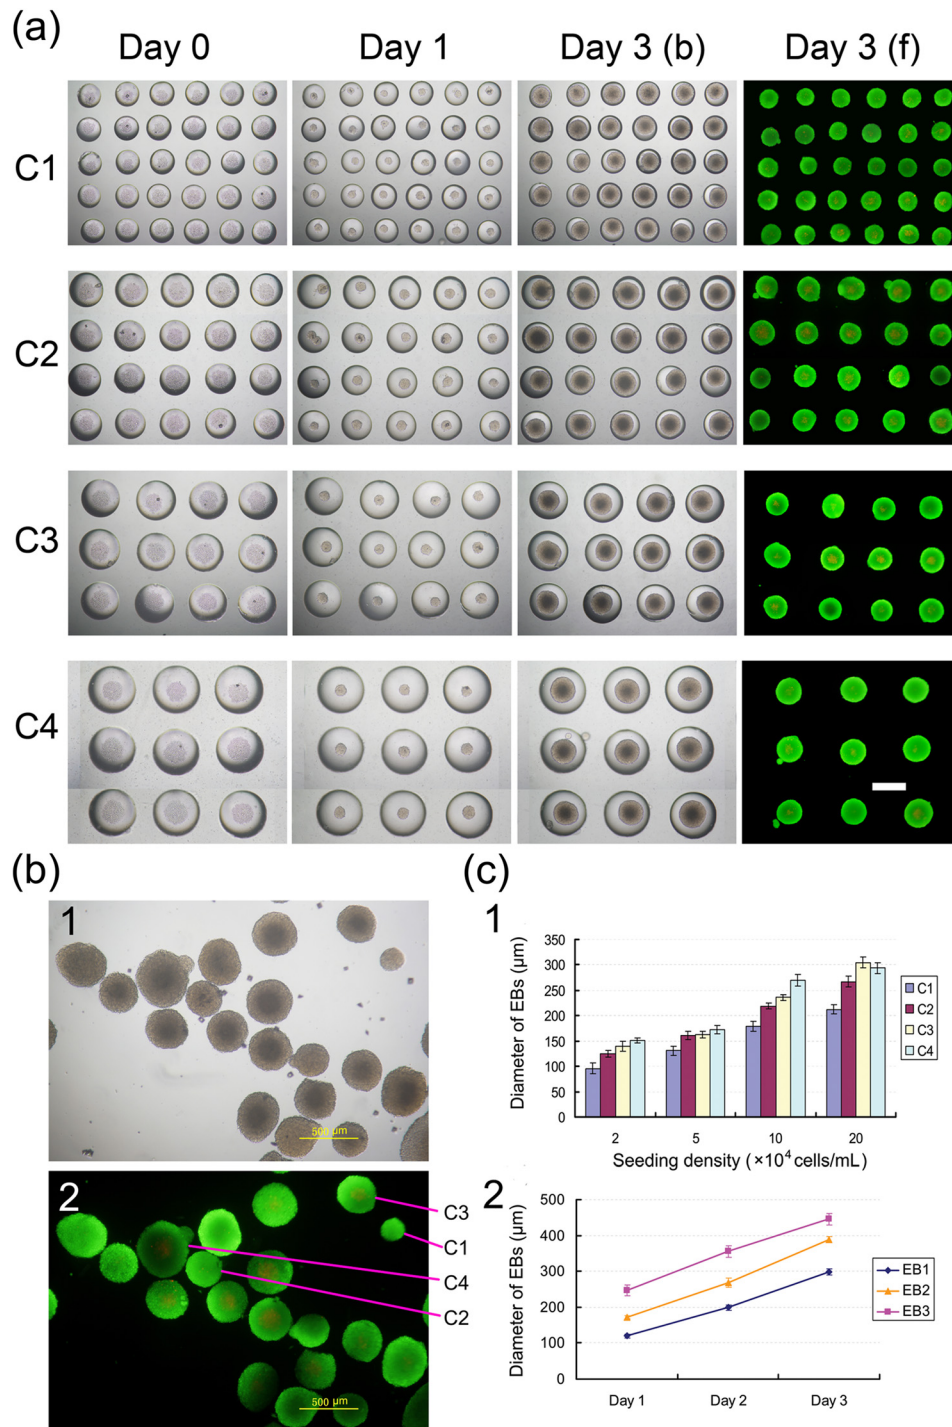 (a)
Day 0 Day 1 Day 3 (b) Day 3 (f)
C1
C2
C3
C4
(b)
1
500 µm
2
C3
C1
C4
C2
500 µm
(c)
1
Diameter of EBs (µm)
350
300
250
200
150
100
50
0
2 5 10 20
Seeding density (×10⁴ cells/mL)
C1
C2
C3
C4
2
Diameter of EBs (µm)
500
400
300
200
100
0
Day 1 Day 2 Day 3
EB1
EB2
EB3